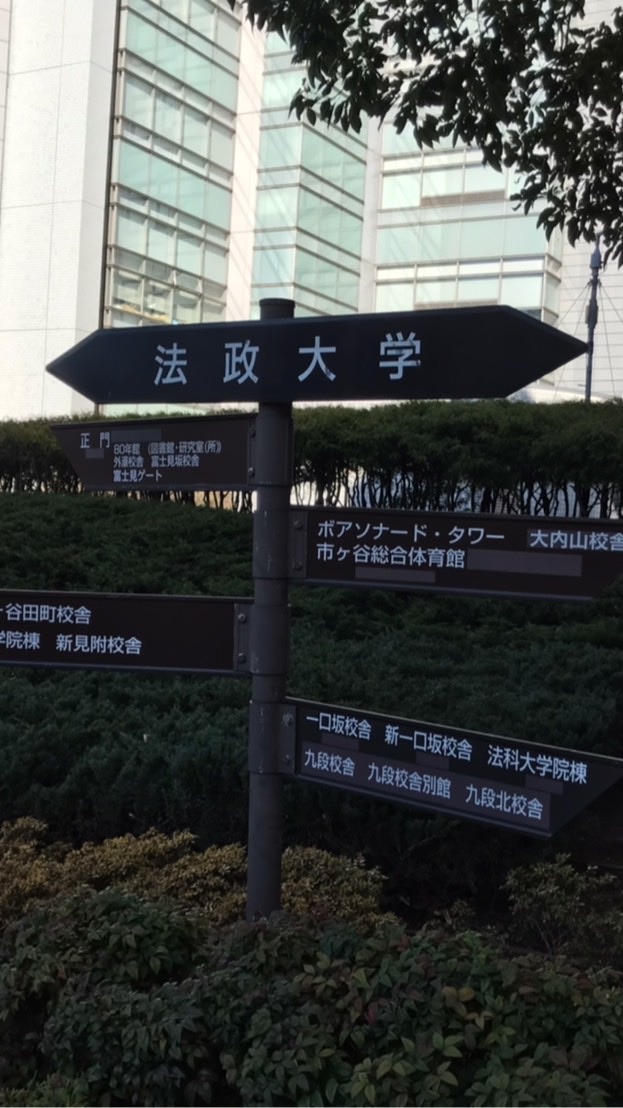 法政大学
正門
80年館 (図書館・研究室(所))
外濠校舎 富士見坂校舎
富士見ゲート
ボアソナード・タワー 大内山校舎
市ケ谷総合体育館
谷田町校舎
学院棟 新見附校舎
一口坂校舎 新一口坂校舎 法科大学院棟
九段校舎 九段校舎別館 九段北校舎